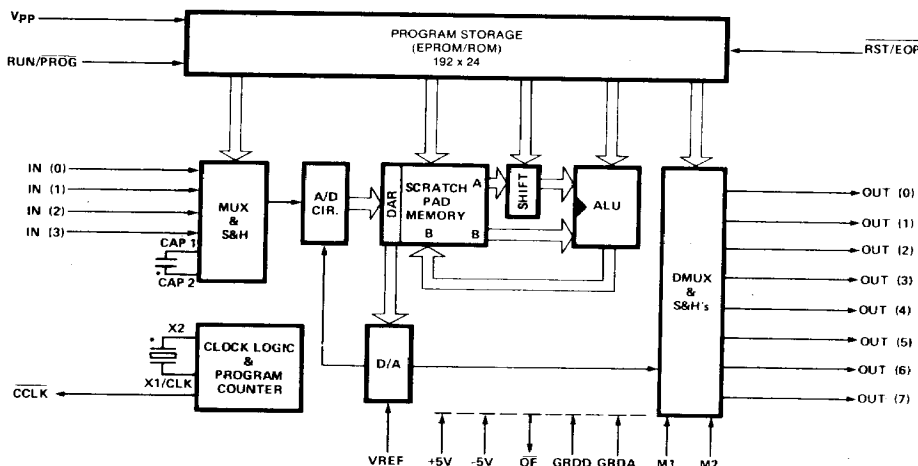 VPP
RUN/PROG
PROGRAM STORAGE
(EPROM/ROM)
192 x 24
RST/EOP
IN (0)
IN (1)
IN (2)
IN (3)
CAP 1
CAP 2
MUX
&
S&H
A/D
CIR.
DAR
SCRATCH
PAD
MEMORY
A
B
B
SHIFT
ALU
DMUX
&
S&H's
OUT (0)
OUT (1)
OUT (2)
OUT (3)
OUT (4)
OUT (5)
OUT (6)
OUT (7)
X2
X1/CLK
CLOCK LOGIC
&
PROGRAM
COUNTER
CCLK
D/A
VREF
+5V
-5V
OF
GRDD
GRDA
M1
M2